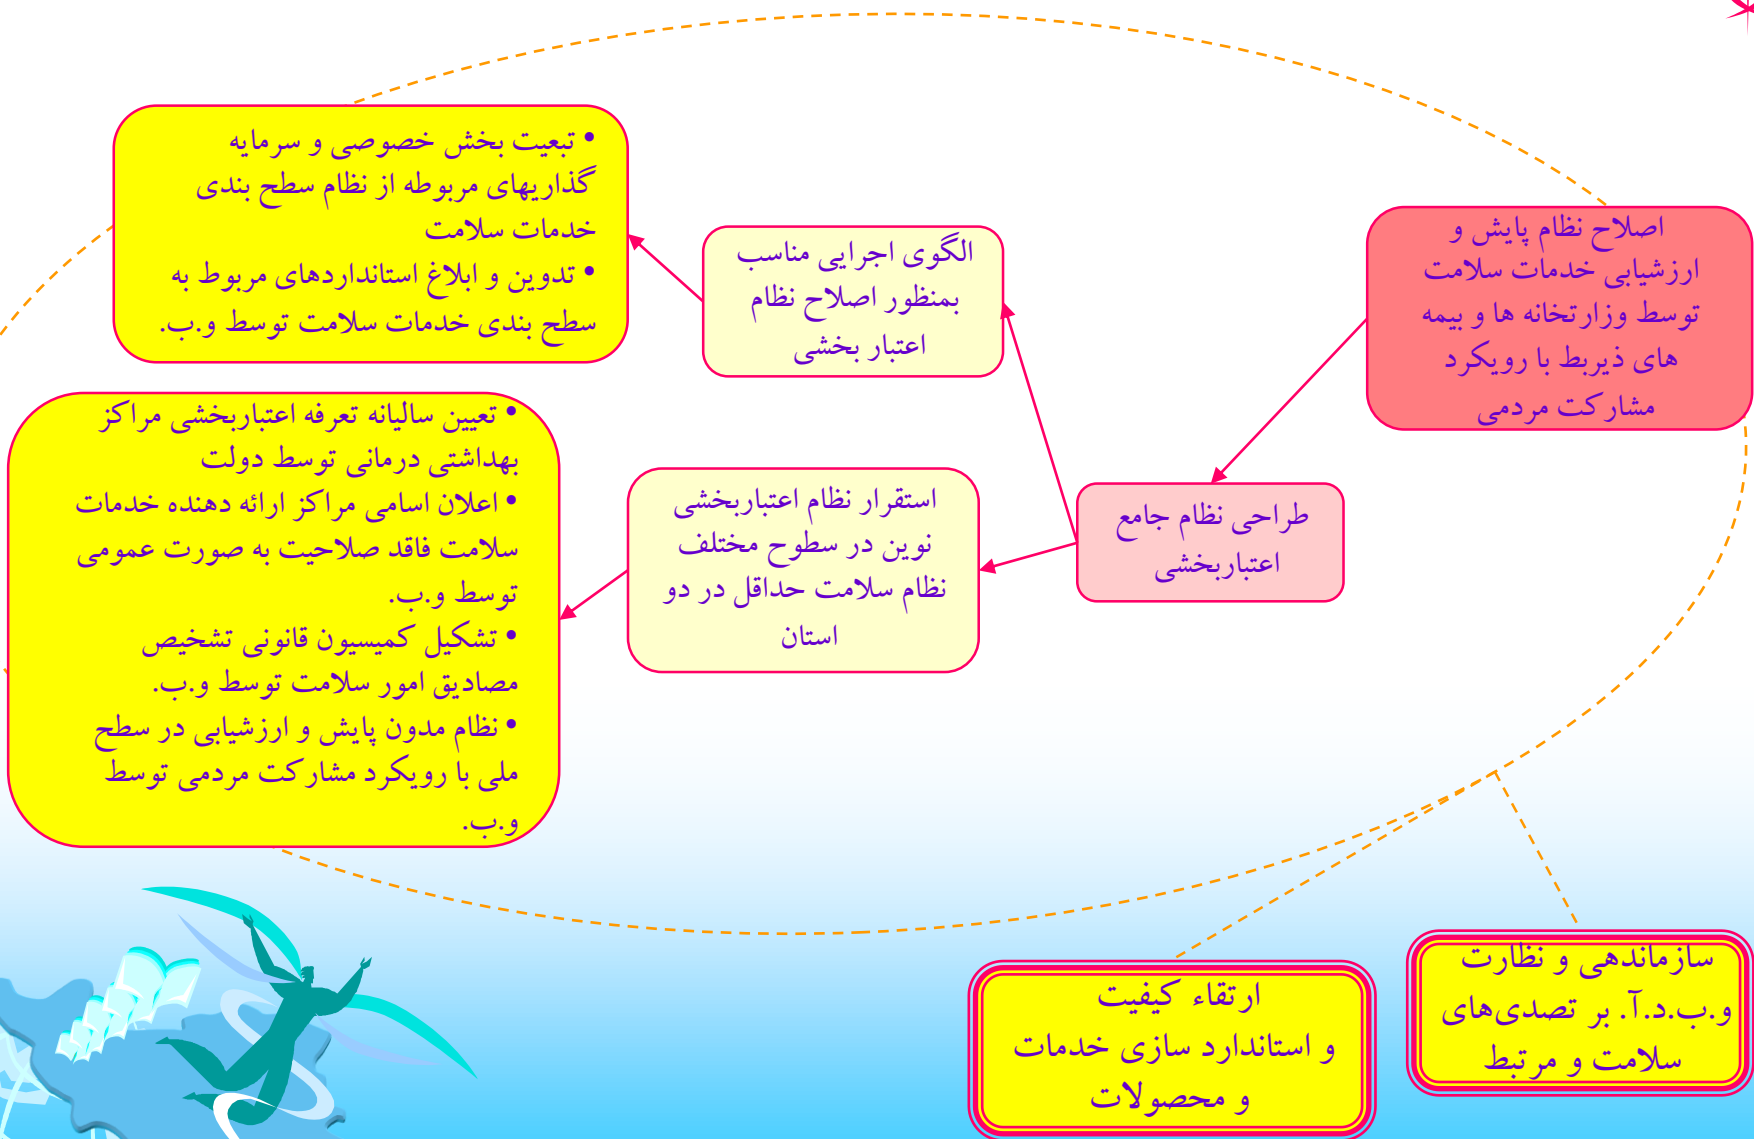 اصلاح نظام پایش و
ارزشیابی خدمات سلامت
توسط وزارتخانه ها و بیمه
های ذیربط با رویکرد
مشارکت مردمی
طراحی نظام جامع
اعتباربخشی
الگوی اجرایی مناسب
بمنظور اصلاح نظام
اعتبار بخشی
استقرار نظام اعتباربخشی
نوین در سطوح مختلف
نظام سلامت حداقل در دو
استان
• تبعیت بخش خصوصی و سرمایه
گذاریهای مربوطه از نظام سطح بندی
خدمات سلامت
• تدوین و ابلاغ استانداردهای مربوط به
سطح بندی خدمات سلامت توسط و.ب.
• تعیین سالیانه تعرفه اعتباربخشی مراکز
بهداشتی درمانی توسط دولت
• اعلان اسامی مراکز ارائه دهنده خدمات
سلامت فاقد صلاحیت به صورت عمومی
توسط و.ب.
• تشکیل کمیسیون قانونی تشخیص
مصادیق امور سلامت توسط و.ب.
• نظام مدون پایش و ارزشیابی در سطح
ملی با رویکرد مشارکت مردمی توسط
و.ب.
سازماندهی و نظارت
و.ب.د.آ. بر تصدی‌های
سلامت و مرتبط
ارتقاء کیفیت
و استاندارد سازی خدمات
و محصولات